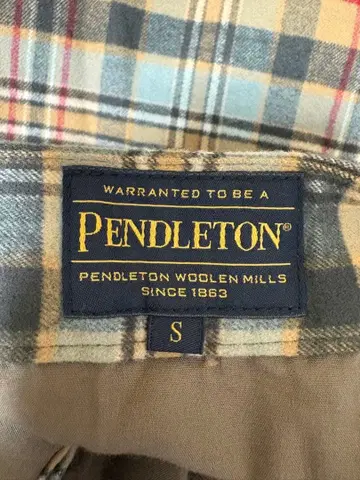 WARRANTED TO BE A
PENDLETON®
PENDLETON WOOLEN MILLS
SINCE 1863
S